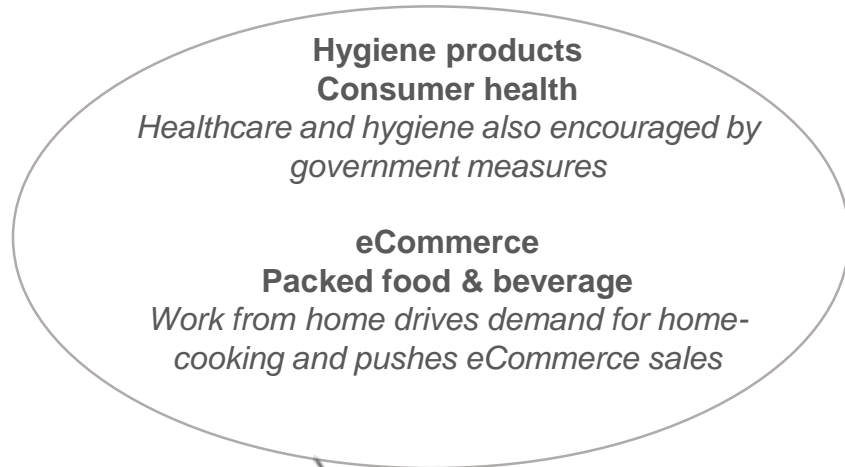 Hygiene products
Consumer health
Healthcare and hygiene also encouraged by
government measures
eCommerce
Packed food & beverage
Work from home drives demand for home-
cooking and pushes eCommerce sales